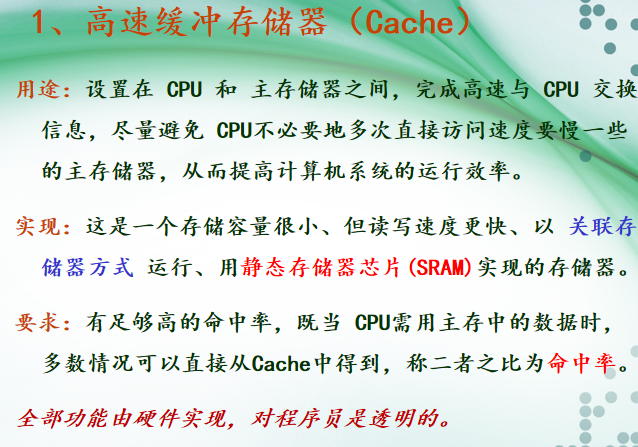 1、高速缓冲存储器（Cache）
用途：设置在 CPU 和 主存储器之间，完成高速与 CPU 交换
信息，尽量避免 CPU不必要地多次直接访问速度要慢一些
的主存储器，从而提高计算机系统的运行效率。
实现：这是一个存储容量很小、但读写速度更快、以 关联存
储器方式 运行、用静态存储器芯片(SRAM)实现的存储器。
要求：有足够高的命中率，既当 CPU需用主存中的数据时，
多数情况可以直接从Cache中得到，称二者之比为命中率。
全部功能由硬件实现，对程序员是透明的。